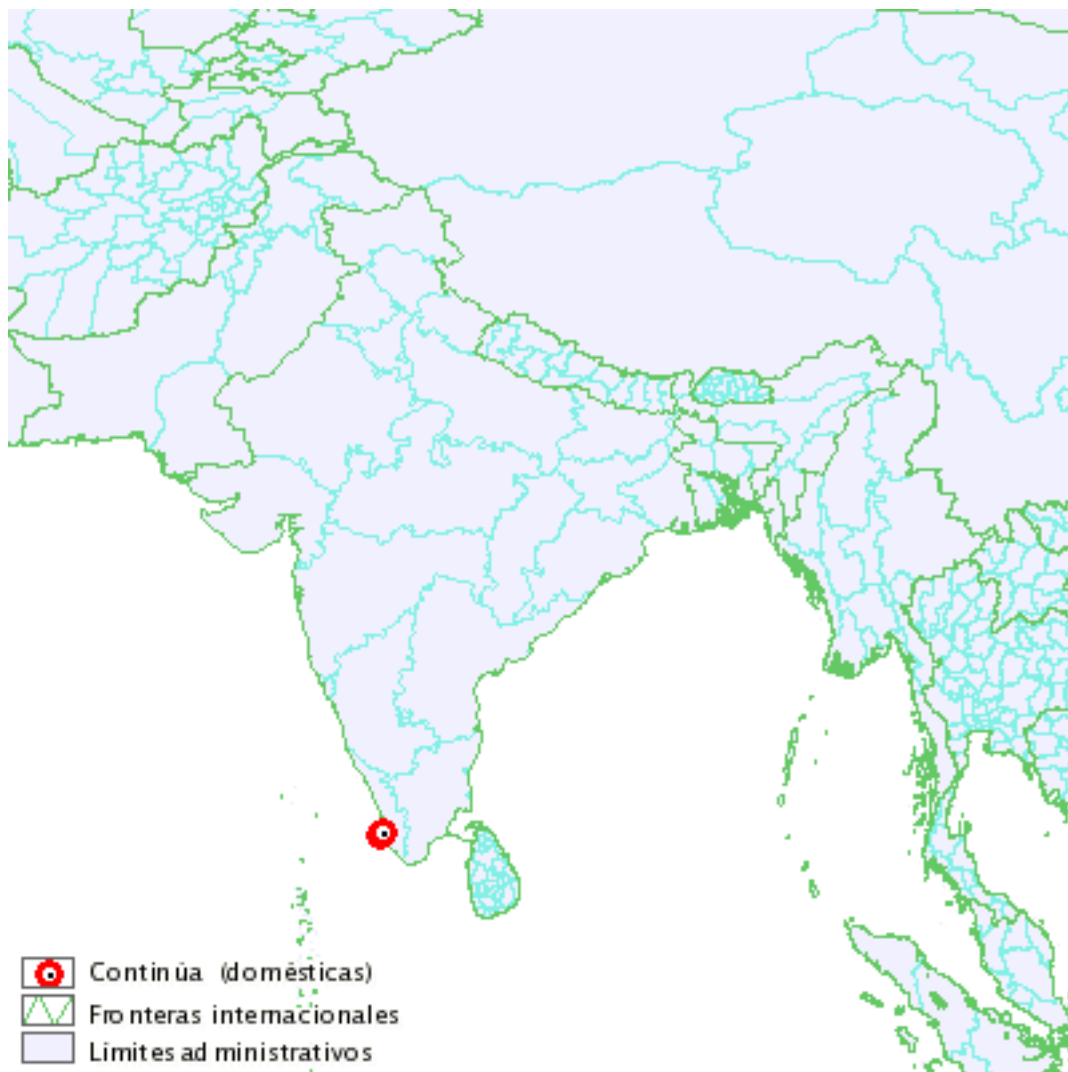 Continúa (domésticas)
Fronteras internacionales
Límites administrativos